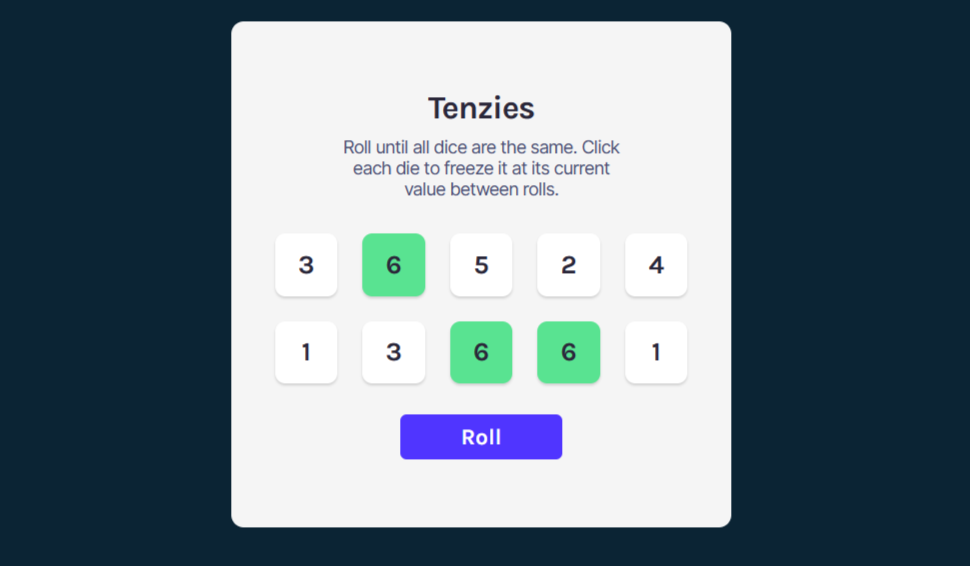 Tenzies
Roll until all dice are the same. Click
each die to freeze it at its current
value between rolls.
3 6 5 2 4
1 3 6 6 1
Roll